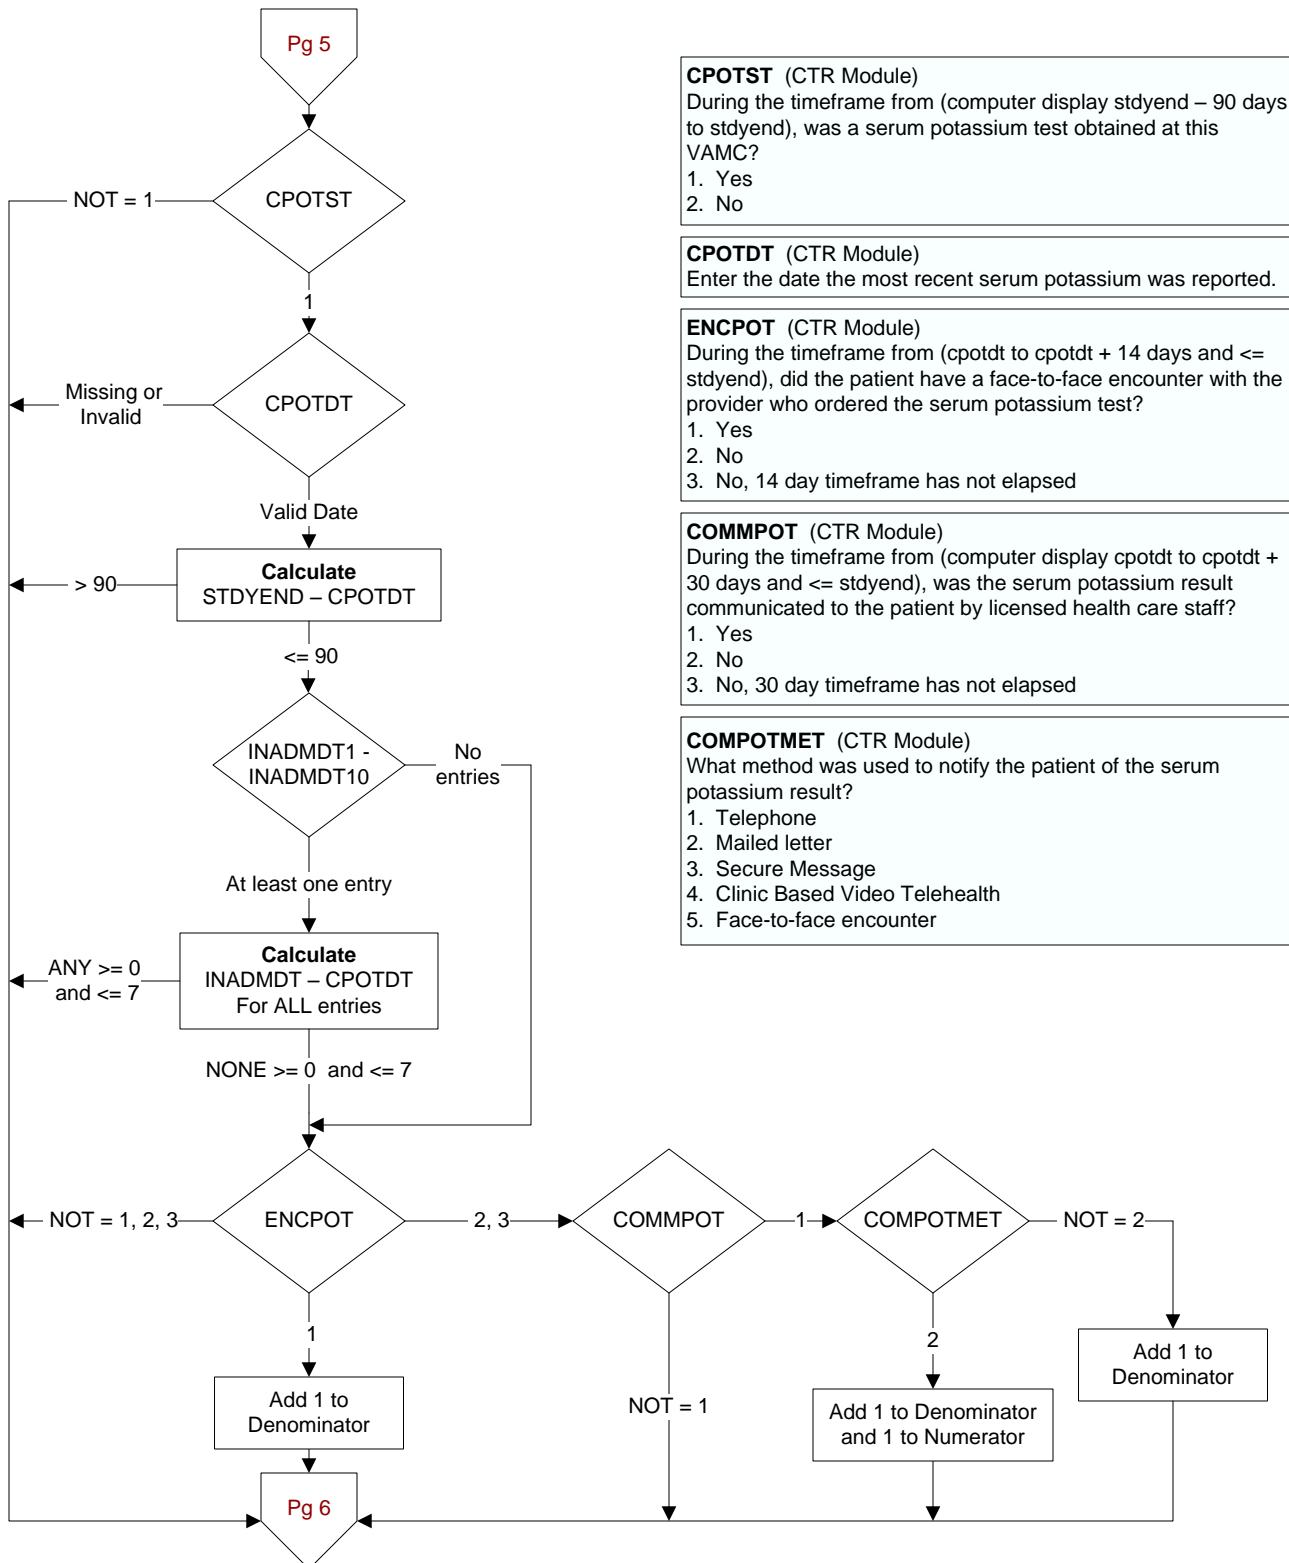 Pg 5
CPOTST
NOT = 1
1
CPOTDT
Missing or
Invalid
Valid Date
Calculate
STDYEND – CPOTDT
> 90
<= 90
INADMDT1 -
INADMDT10
No
entries
At least one entry
Calculate
INADMDT – CPOTDT
For ALL entries
ANY >= 0
and <= 7
NONE >= 0 and <= 7
NOT = 1, 2, 3
ENCPOT
2, 3
COMMPOT
1
COMPOTMET
NOT = 2
1
Add 1 to
Denominator
NOT = 1
2
Add 1 to Denominator
and 1 to Numerator
Add 1 to
Denominator
Pg 6
CPOTST (CTR Module)
During the timeframe from (computer display stdyend – 90 days
to stdyend), was a serum potassium test obtained at this
VAMC?
1. Yes
2. No
CPOTDT (CTR Module)
Enter the date the most recent serum potassium was reported.
ENCPOT (CTR Module)
During the timeframe from (cpotdt to cpotdt + 14 days and <=
stdyend), did the patient have a face-to-face encounter with the
provider who ordered the serum potassium test?
1. Yes
2. No
3. No, 14 day timeframe has not elapsed
COMMPOT (CTR Module)
During the timeframe from (computer display cpotdt to cpotdt +
30 days and <= stdyend), was the serum potassium result
communicated to the patient by licensed health care staff?
1. Yes
2. No
3. No, 30 day timeframe has not elapsed
COMPOTMET (CTR Module)
What method was used to notify the patient of the serum
potassium result?
1. Telephone
2. Mailed letter
3. Secure Message
4. Clinic Based Video Telehealth
5. Face-to-face encounter